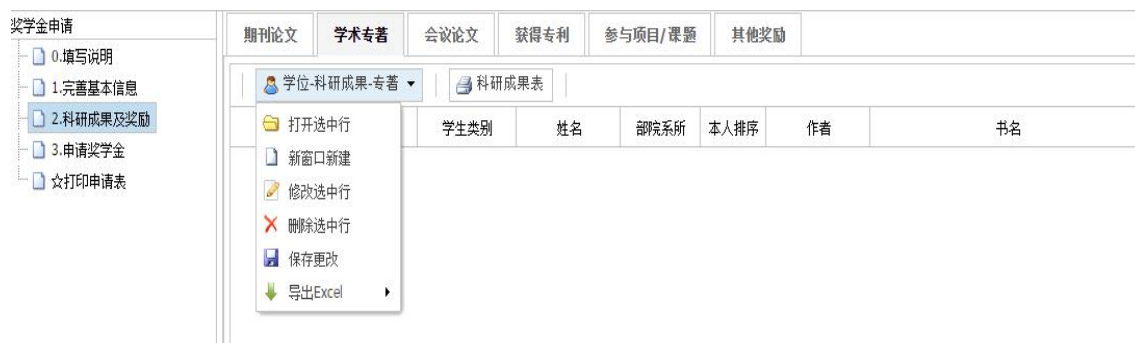 奖学金申请
0.填写说明
1.完善基本信息
2.科研成果及奖励
3.申请奖学金
☆打印申请表
期刊论文 学术专著 会议论文 获得专利 参与项目/课题 其他奖励
学位-科研成果-专著 科研成果表
学生类别 姓名 部院系所 本人排序 作者 书名
打开选中行
新窗口新建
修改选中行
删除选中行
保存更改
导出Excel